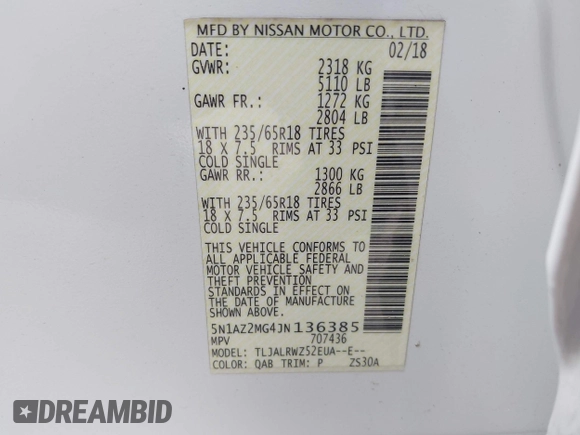 MFD BY NISSAN MOTOR CO., LTD.
DATE: 02/18
GVWR: 2318 KG
5110 LB
GAWR FR.: 1272 KG
2804 LB
WITH 235/65R18 TIRES
18 X 7.5 RIMS AT 33 PSI
COLD SINGLE
GAWR RR.: 1300 KG
2866 LB
WITH 235/65R18 TIRES
18 X 7.5 RIMS AT 33 PSI
COLD SINGLE
THIS VEHICLE CONFORMS TO
ALL APPLICABLE FEDERAL
MOTOR VEHICLE SAFETY AND
THEFT PREVENTION
STANDARDS IN EFFECT ON
THE DATE OF MANUFACTURE
SHOWN ABOVE.
5N1AZ2MG4JN136385
MPV 707436
MODEL: TLJALRWZ52EUA--E--
COLOR: QAB TRIM: P ZS30A
DREAMBID